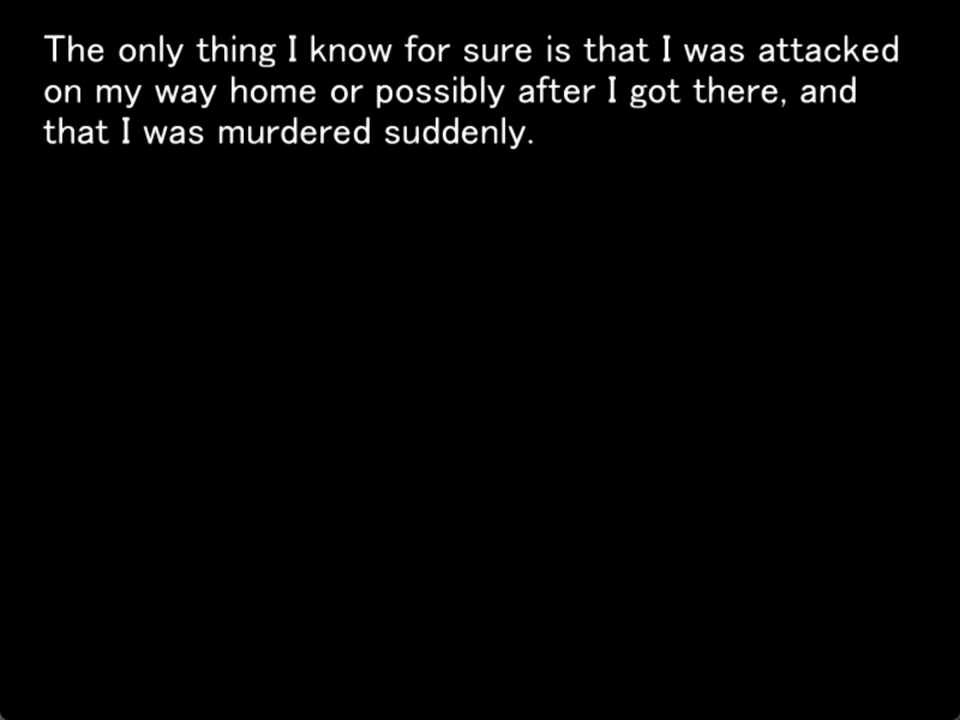 The only thing I know for sure is that I was attacked
on my way home or possibly after I got there, and
that I was murdered suddenly.